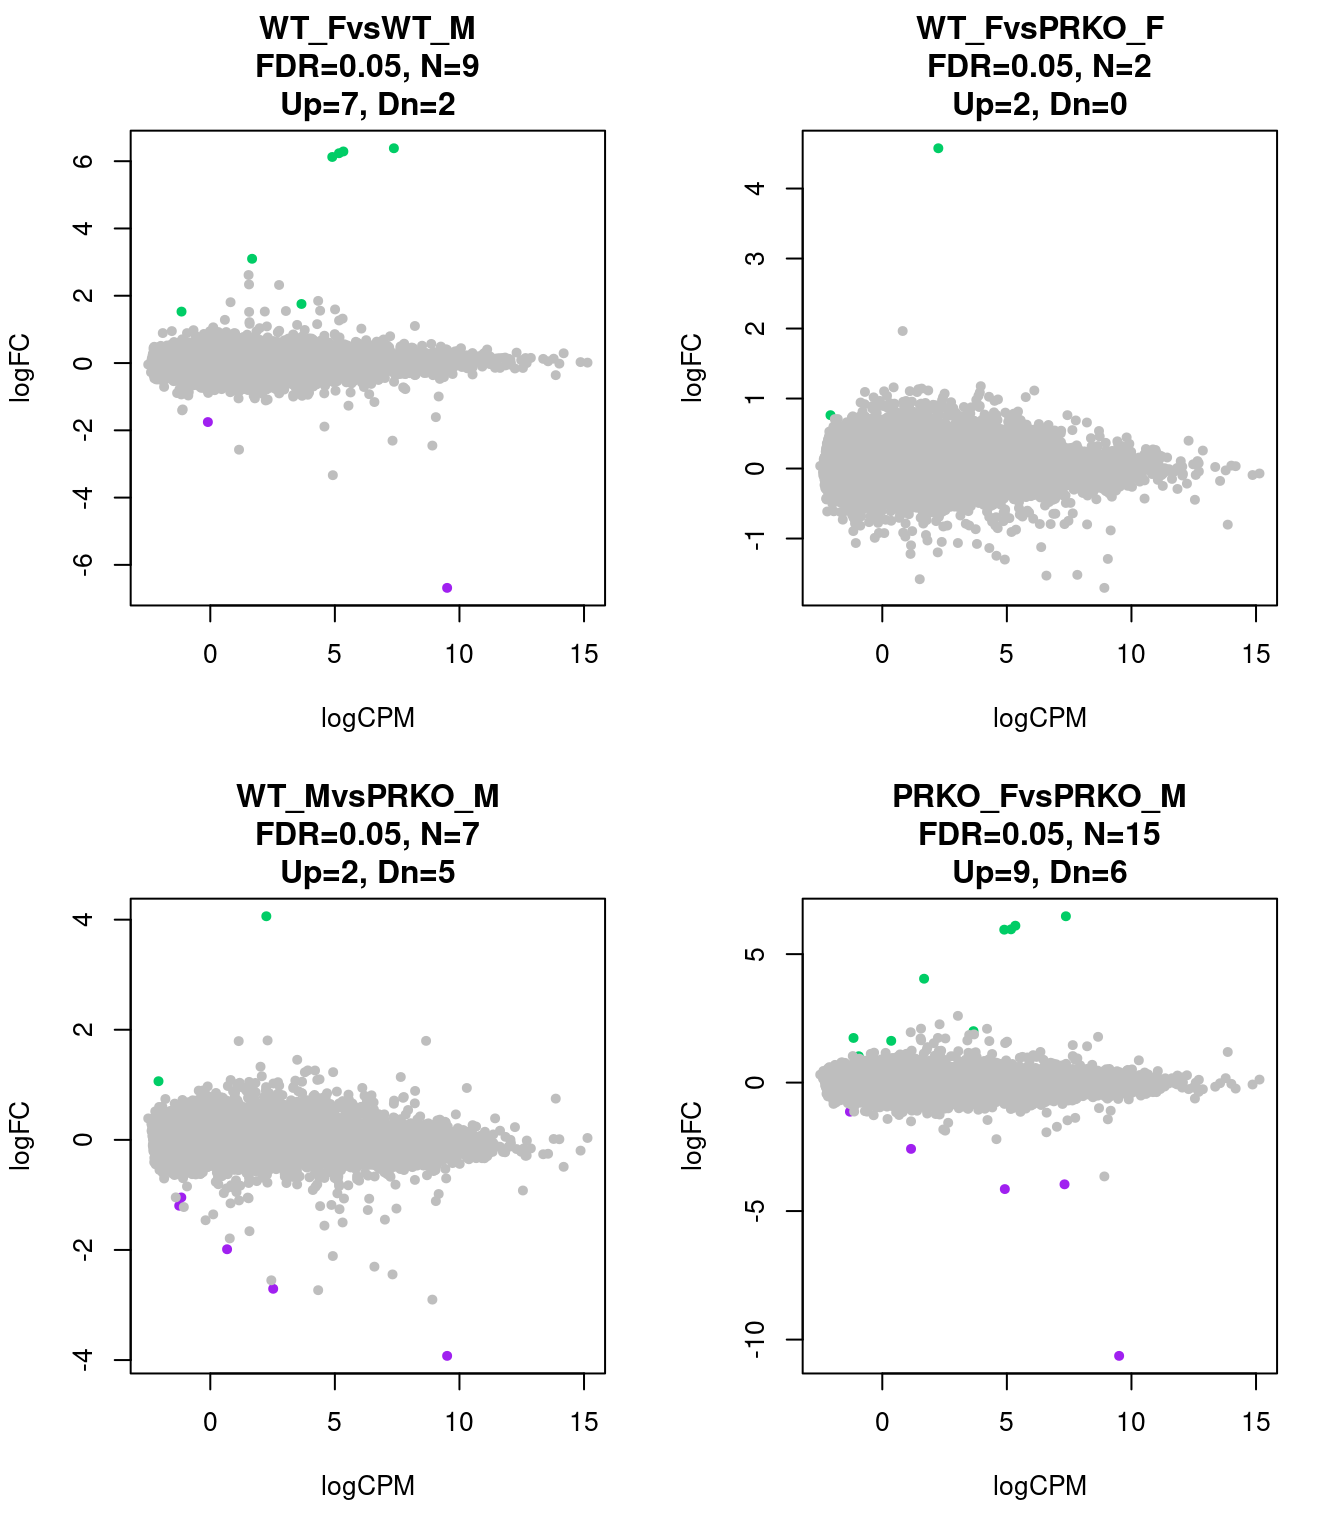 WT_FvsWT_M
FDR=0.05, N=9
Up=7, Dn=2
6
4
2
0
-2
-4
-6
logFC
0 5 10 15
logCPM
WT_FvsPRKO_F
FDR=0.05, N=2
Up=2, Dn=0
4
3
2
1
0
-1
logFC
0 5 10 15
logCPM
WT_MvsPRKO_M
FDR=0.05, N=7
Up=2, Dn=5
4
2
0
-2
-4
logFC
0 5 10 15
logCPM
PRKO_FvsPRKO_M
FDR=0.05, N=15
Up=9, Dn=6
5
0
-5
-10
logFC
0 5 10 15
logCPM